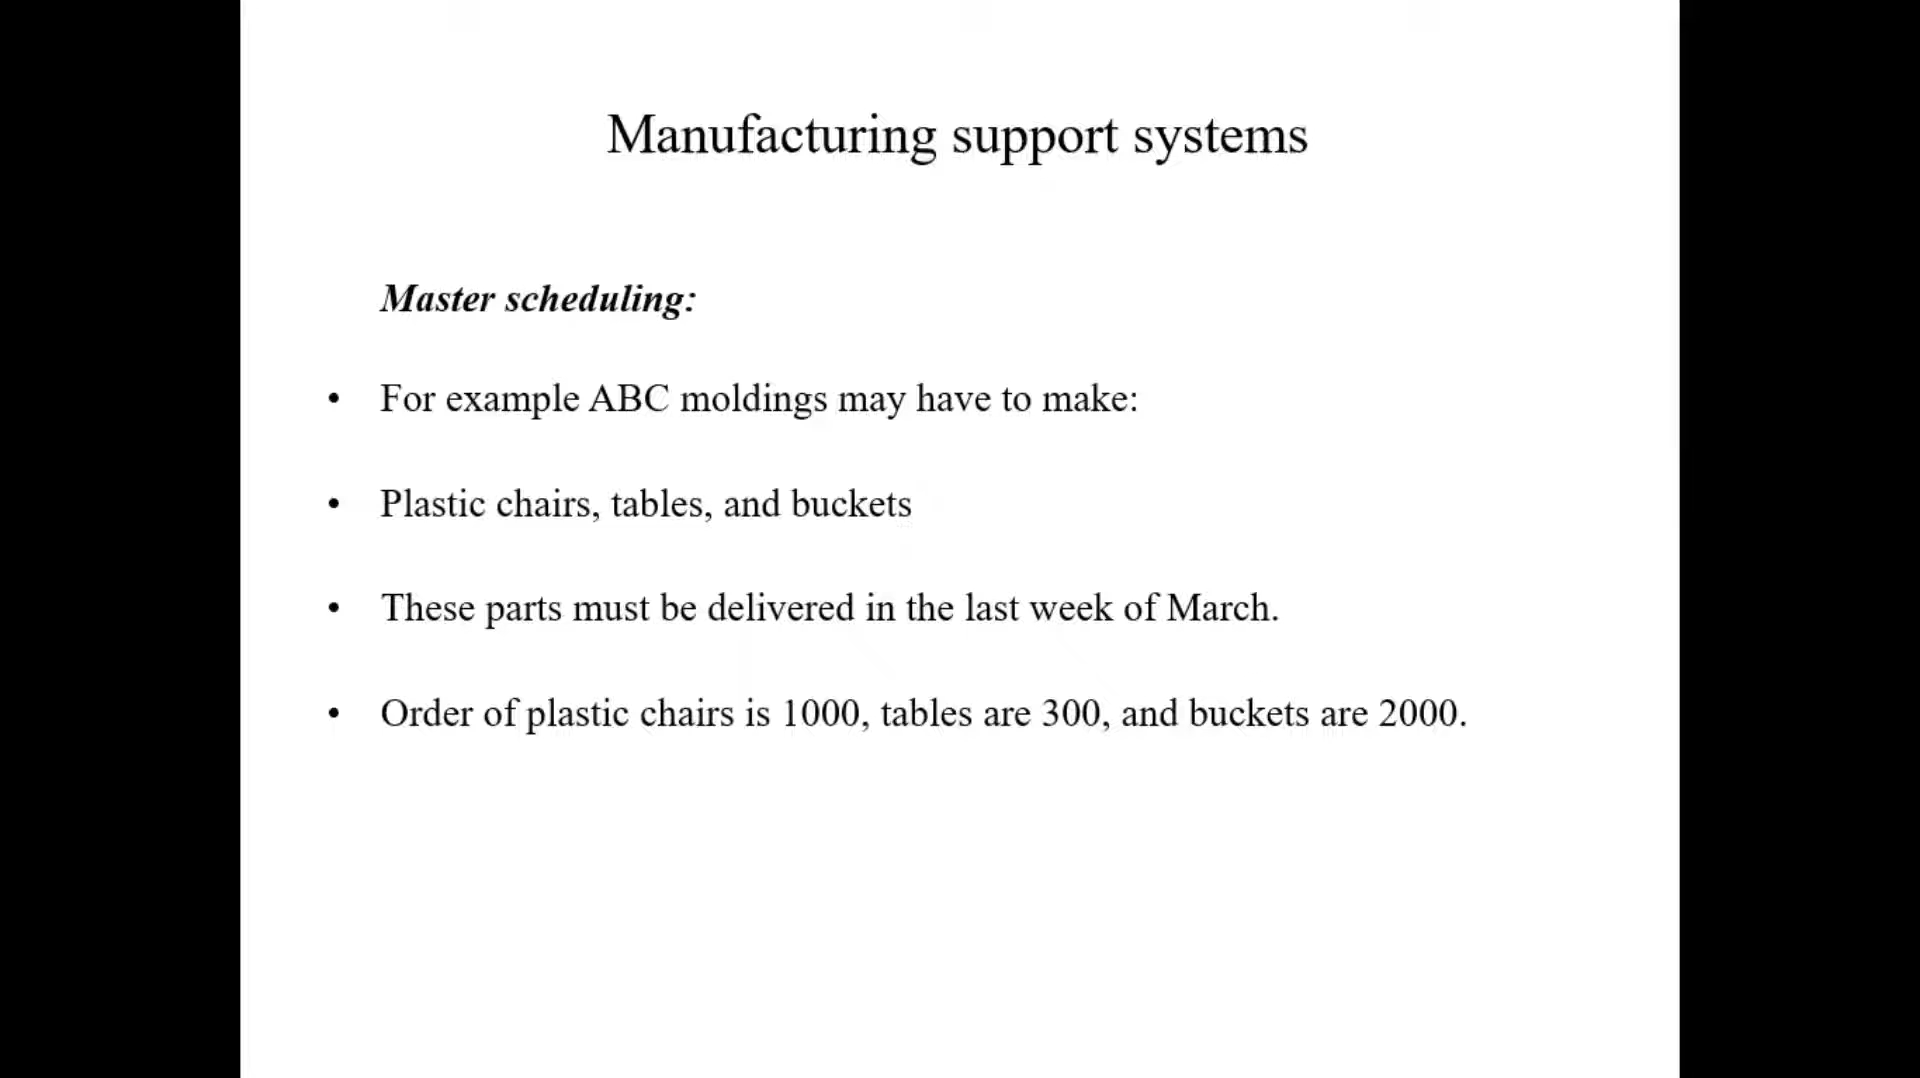 Manufacturing support systems
Master scheduling:
• For example ABC moldings may have to make:
• Plastic chairs, tables, and buckets
• These parts must be delivered in the last week of March.
• Order of plastic chairs is 1000, tables are 300, and buckets are 2000.